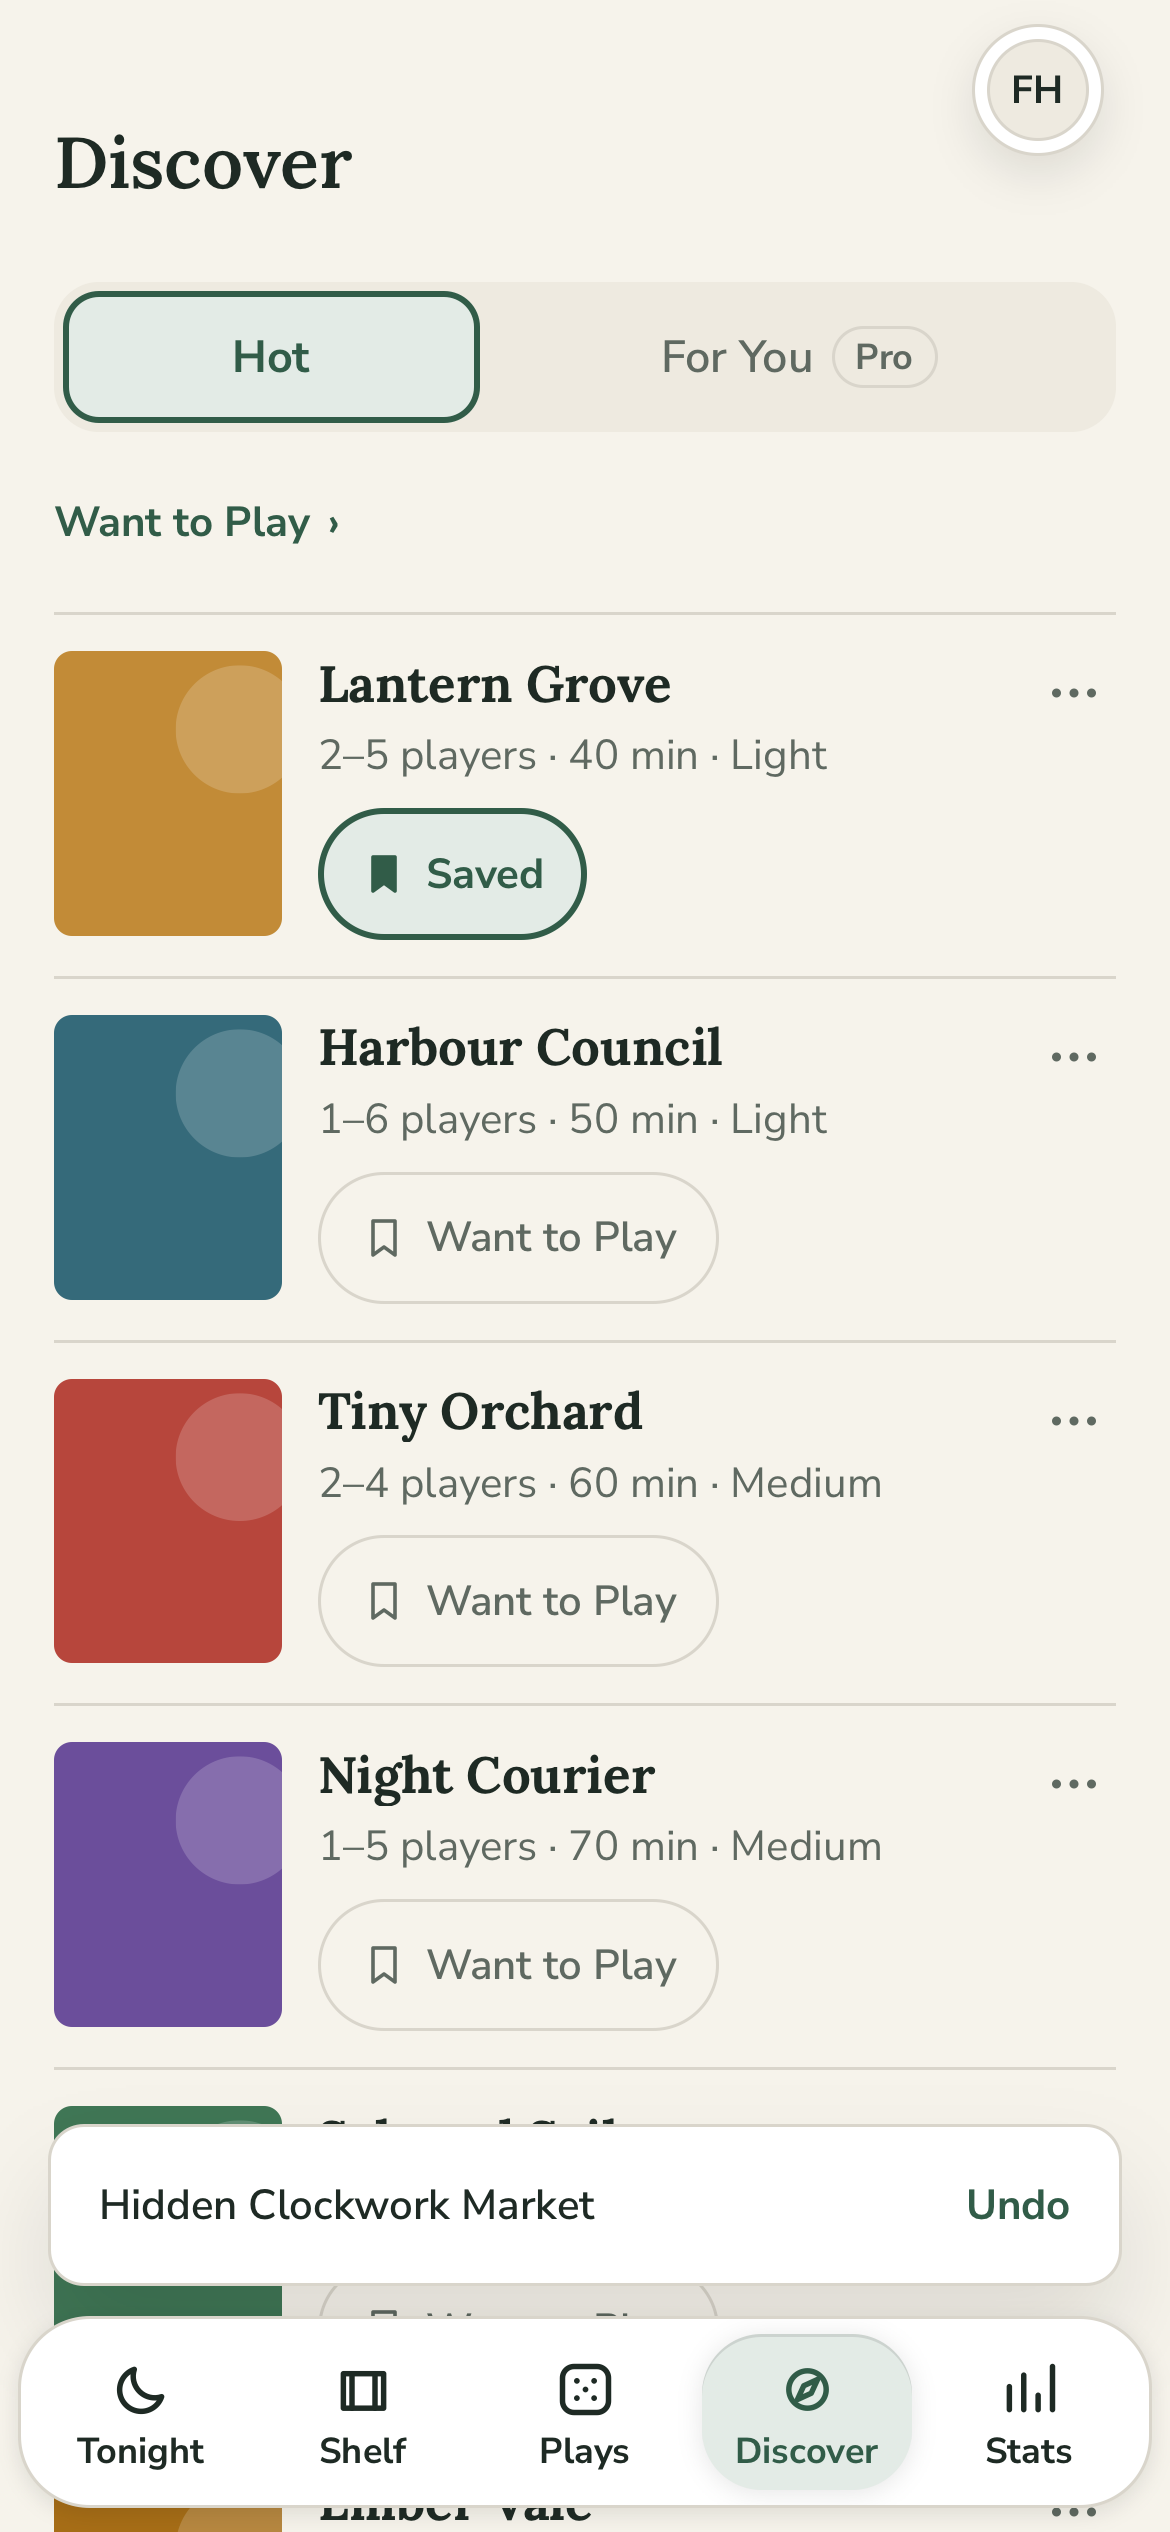 FH
Discover
Hot
For You Pro
Want to Play ›
Lantern Grove
2–5 players · 40 min · Light
Saved
Harbour Council
1–6 players · 50 min · Light
Want to Play
Tiny Orchard
2–4 players · 60 min · Medium
Want to Play
Night Courier
1–5 players · 70 min · Medium
Want to Play
Hidden Clockwork Market Undo
Tonight Shelf Plays Discover Stats
Ember Vale